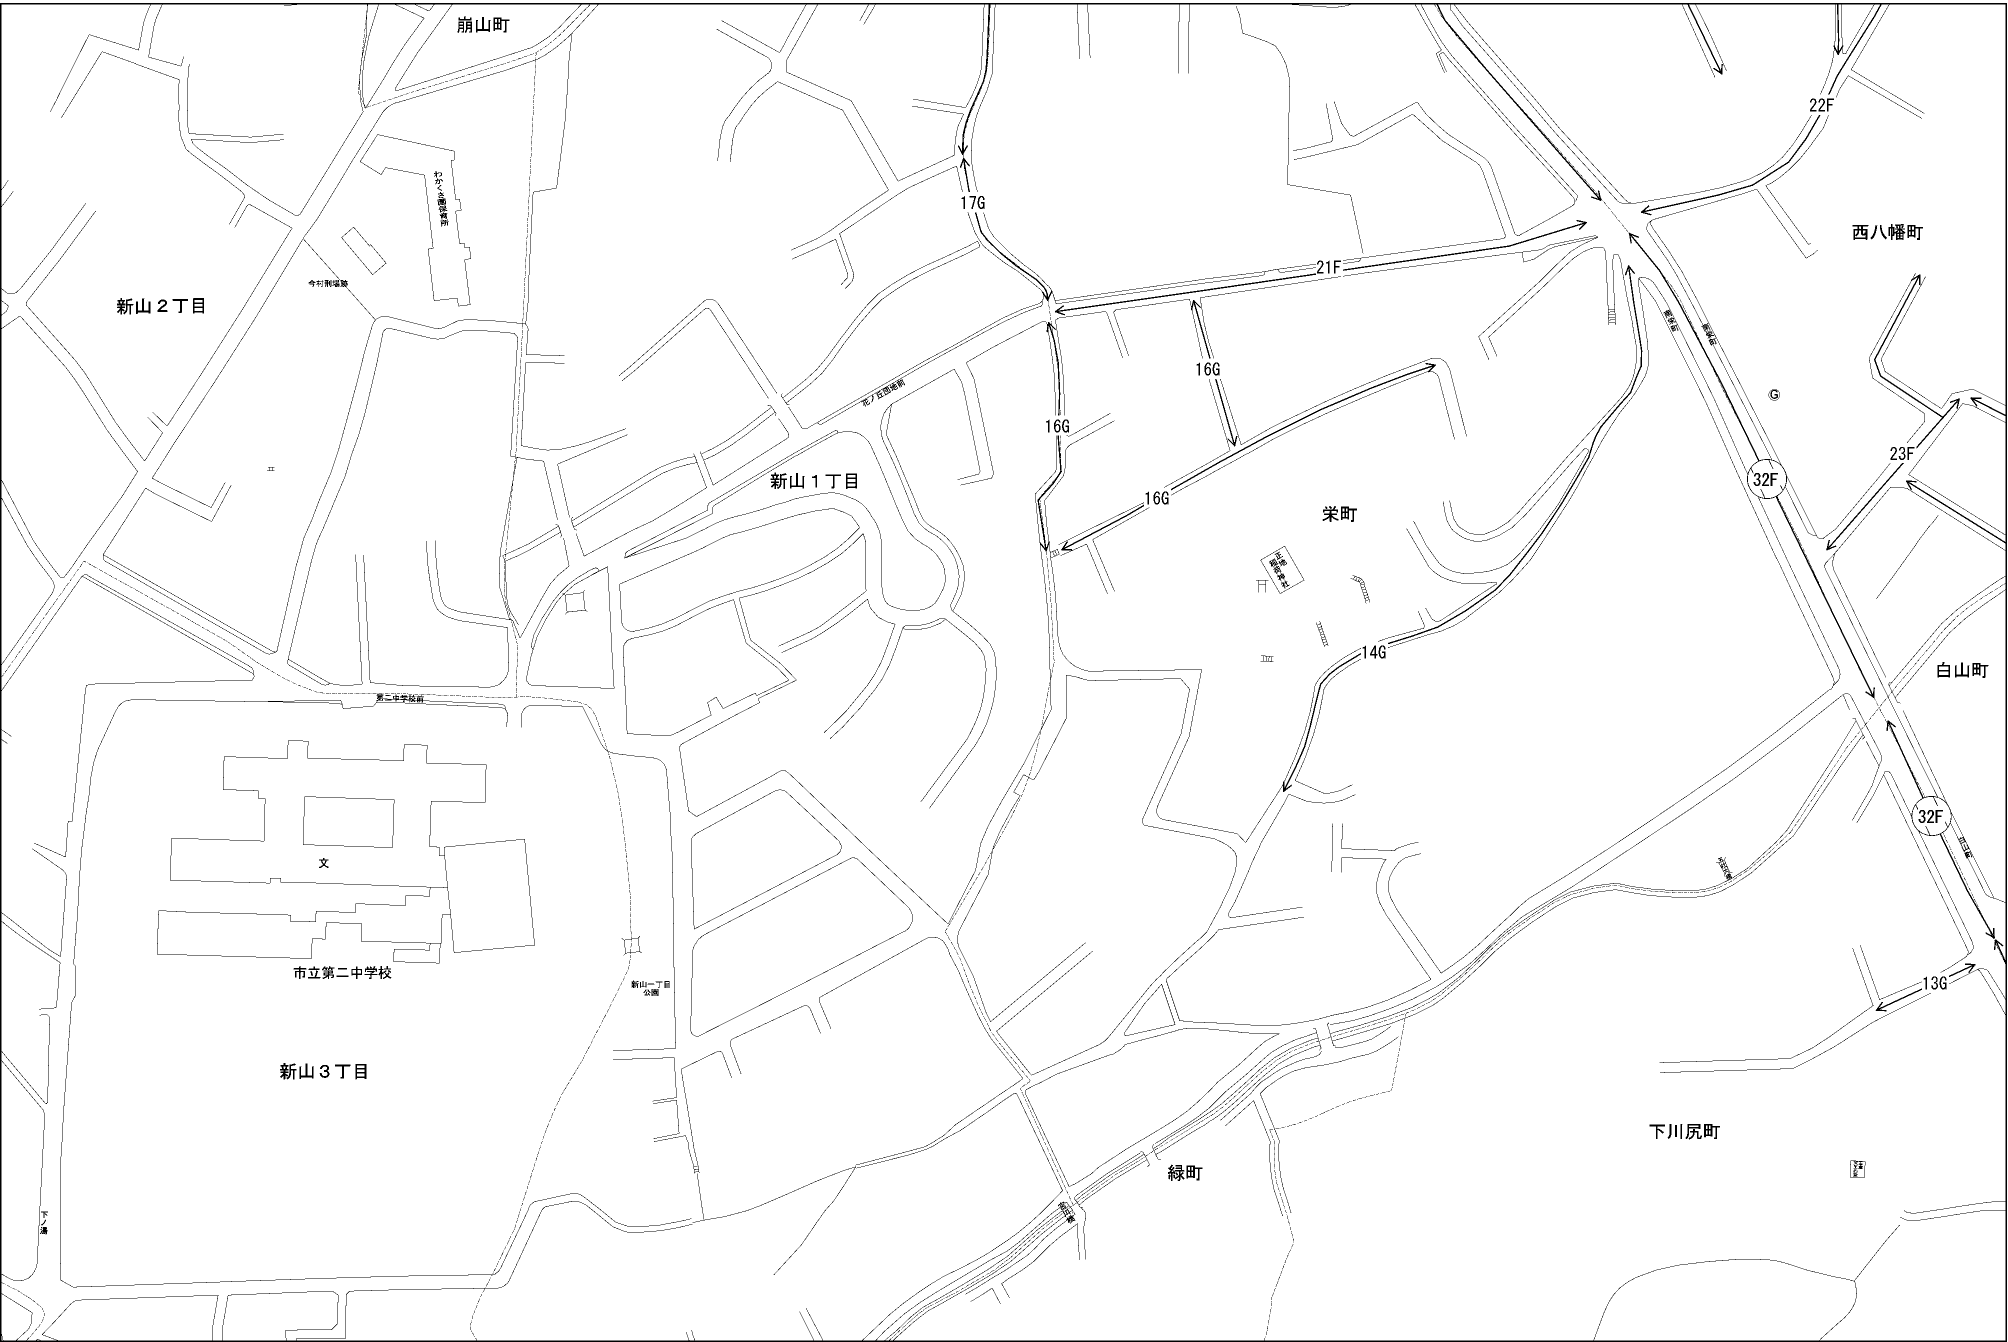 崩山町
22F
わかくさ園保育所
17G
西八幡町
21F
今村刑場跡
新山２丁目
16G
花ノ丘団地前
G
16G
23F
新山１丁目
32F
16G
栄町
14G
白山町
第二中学校前
32F
文
市立第二中学校
新山一丁目
公園
13G
新山３丁目
下川尻町
緑町
下ノ湯